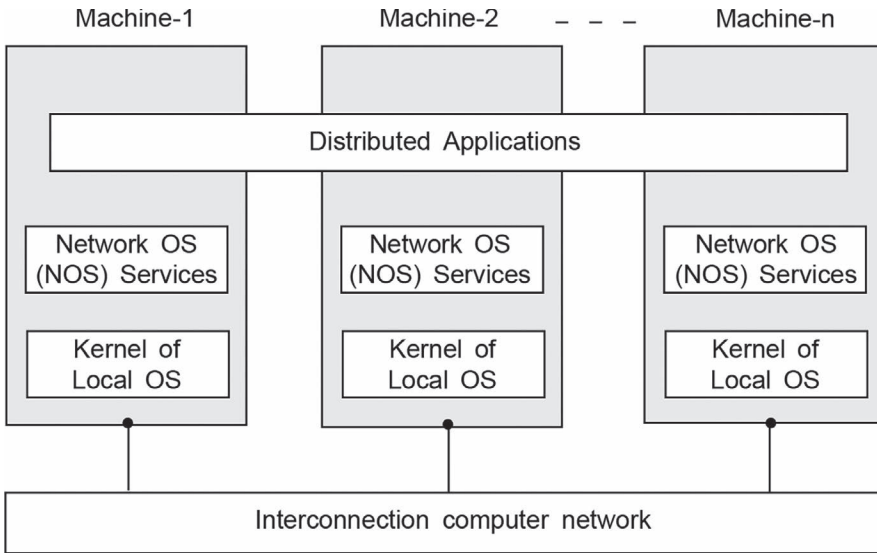 Machine-1
Machine-2
– – –
Machine-n
Distributed Applications
Network OS
(NOS) Services
Network OS
(NOS) Services
Network OS
(NOS) Services
Kernel of
Local OS
Kernel of
Local OS
Kernel of
Local OS
Interconnection computer network